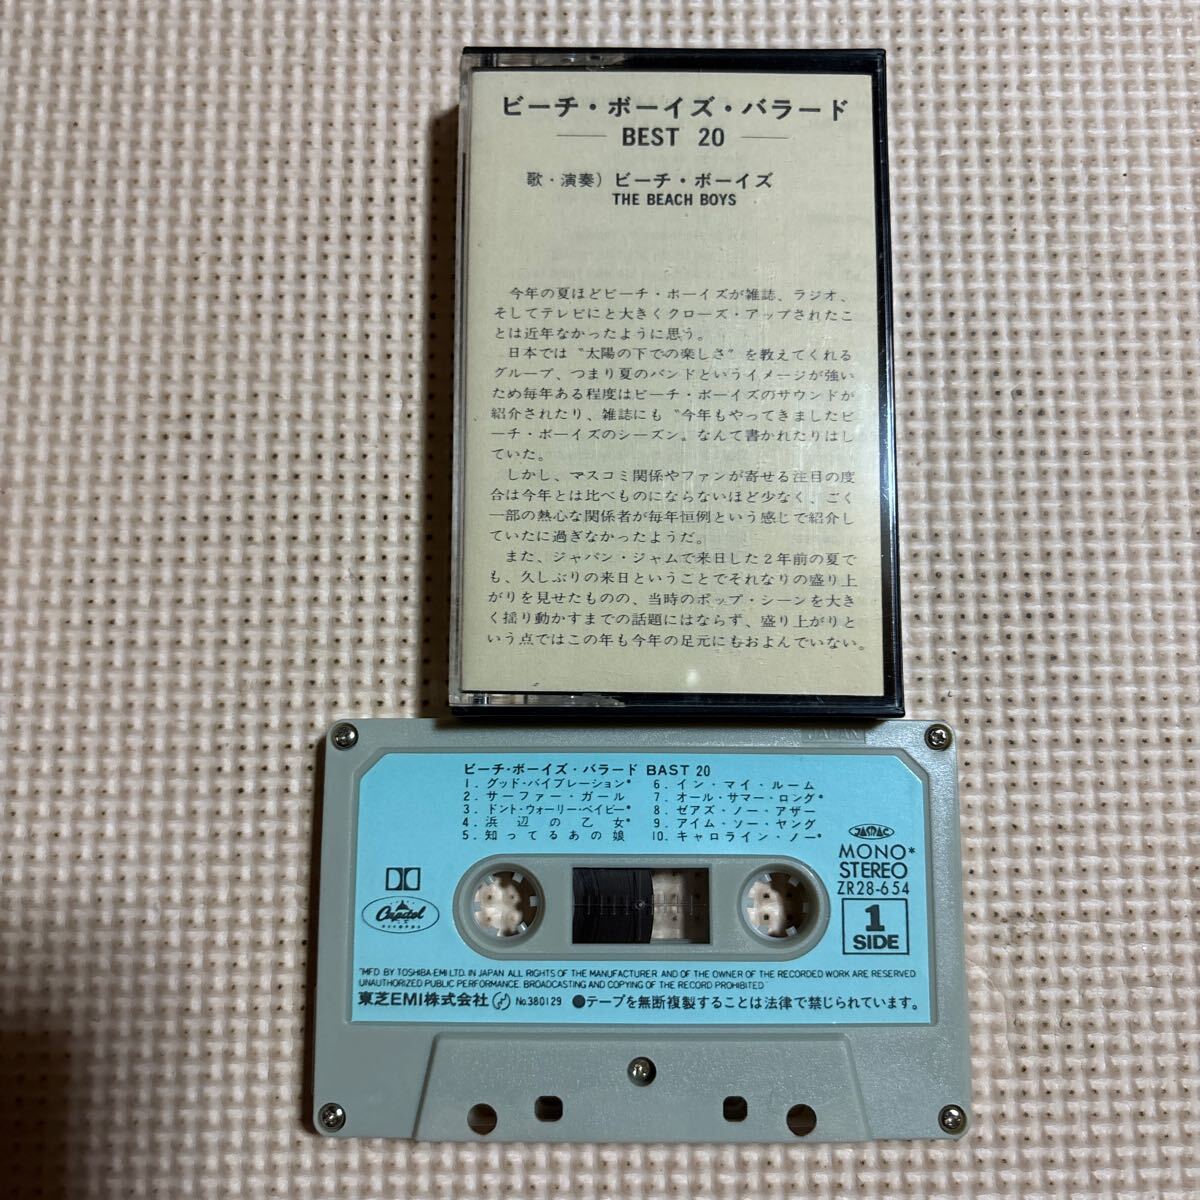 ビーチ・ボーイズ・バラード
BEST 20
歌・演奏）ビーチ・ボーイズ
THE BEACH BOYS
今年の夏ほどビーチ・ボーイズが雑誌、ラジオ、
そしてテレビにと大きくクローズ・アップされたこ
とは近年なかったように思う。
日本では〝太陽の下での楽しさ〟を教えてくれる
グループ、つまり夏のバンドというイメージが強い
ため毎年ある程度はビーチ・ボーイズのサウンドが
紹介されたり、雑誌にも〝今年もやってきましたビ
ーチ・ボーイズのシーズン〟なんて書かれたりはし
ていた。
しかし、マスコミ関係やファンが寄せる注目の度
合は今年とは比べものにならないほど少なく、ごく
一部の熱心な関係者が毎年恒例という感じで紹介し
ていたに過ぎなかったようだ。
また、ジャパン・ジャムで来日した2年前の夏で
も、久しぶりの来日ということでそれなりの盛り上
がりを見せたものの、当時のポップ・シーンを大き
く揺り動かすまでの話題にはならず、盛り上がりと
いう点ではこの年も今年の足元にもおよんでいない。
JAPAN
ビーチ・ボーイズ・バラード BAST 20
1. グッド・バイブレーション*
2. サーファー・ガール
3. ドント・ウォーリー・ベイビー*
4. 浜辺の乙女*
5. 知ってるあの娘
6. イン・マイ・ルーム
7. オール・サマー・ロング*
8. ゼアズ・ノー・アザー
9. アイム・ソー・ヤング
10. キャロライン・ノー*
JASRAC
MONO*
STEREO
ZR28-654
1
SIDE
Capitol
RECORDS
"MFD BY TOSHIBA-EMI LTD. IN JAPAN ALL RIGHTS OF THE MANUFACTURER AND OF THE OWNER OF THE RECORDED WORK ARE RESERVED
UNAUTHORIZED PUBLIC PERFORMANCE. BROADCASTING AND COPYING OF THE RECORD PROHIBITED"
東芝EMI株式会社 No.380129 ●テープを無断複製することは法律で禁じられています。